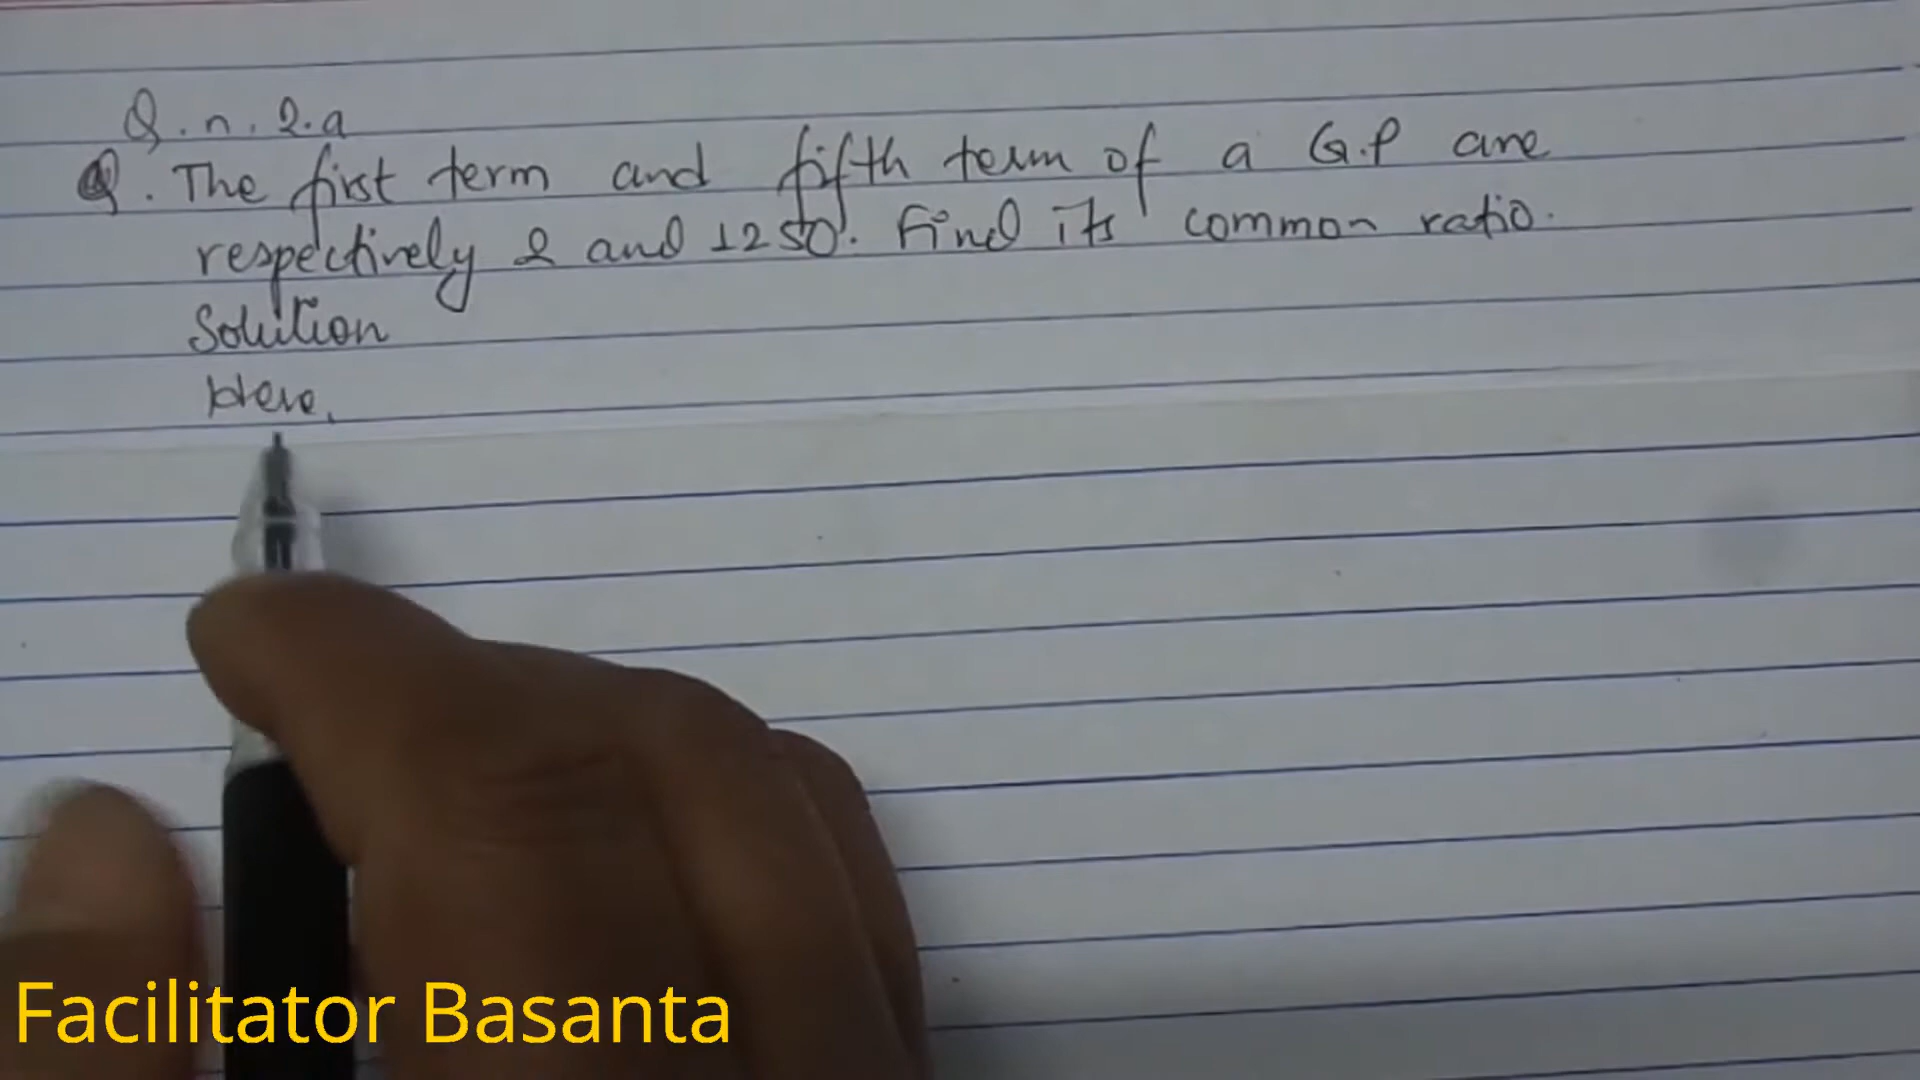 Q.n.2.a
Q. The first term and fifth term of a G.P are
respectively 2 and 1250. Find its common ratio.
Solution
Here,
Facilitator Basanta